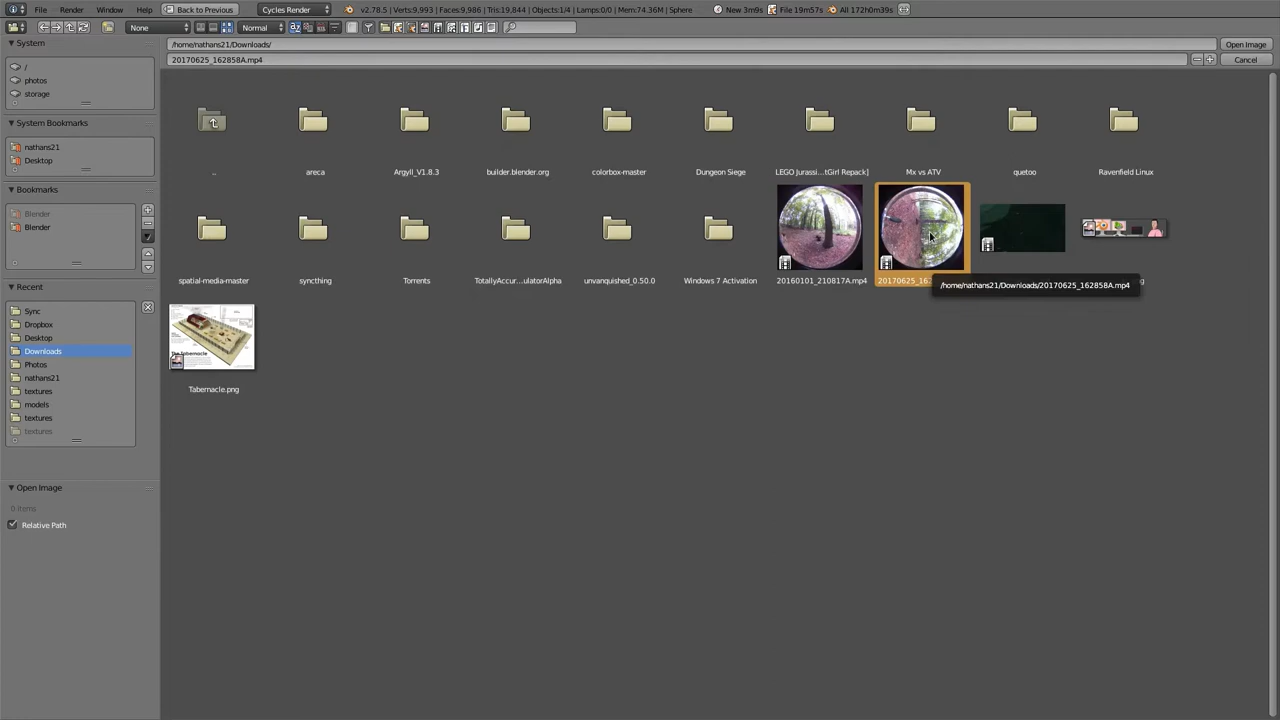 File Render Window Help Back to Previous Cycles Render v2.78.5 | Verts:9,993 | Faces:9,986 | Tris:19,844 | Objects:1/4 | Lamps:0/0 | Mem:74.36M | Sphere New 3m9s File 19m57s All 172h0m39s
None Normal
System
/home/nathans21/Downloads/ Open Image
20170625_162858A.mp4 Cancel
/
photos
storage
System Bookmarks
nathans21
Desktop
Bookmarks
Blender
Blender
Recent
Sync
Dropbox
Desktop
Downloads
Photos
nathans21
textures
models
textures
textures
Open Image
0 items
Relative Path
.. areca Argyll_V1.8.3 builder.blender.org colorbox-master Dungeon Siege LEGO Jurassi...tGirl Repack] Mx vs ATV quetoo Ravenfield Linux
spatial-media-master syncthing Torrents TotallyAccur...ulatorAlpha unvanquished_0.50.0 Windows 7 Activation 20160101_210817A.mp4 20170625_16
/home/nathans21/Downloads/20170625_162858A.mp4
The Tabernacle
Tabernacle.png